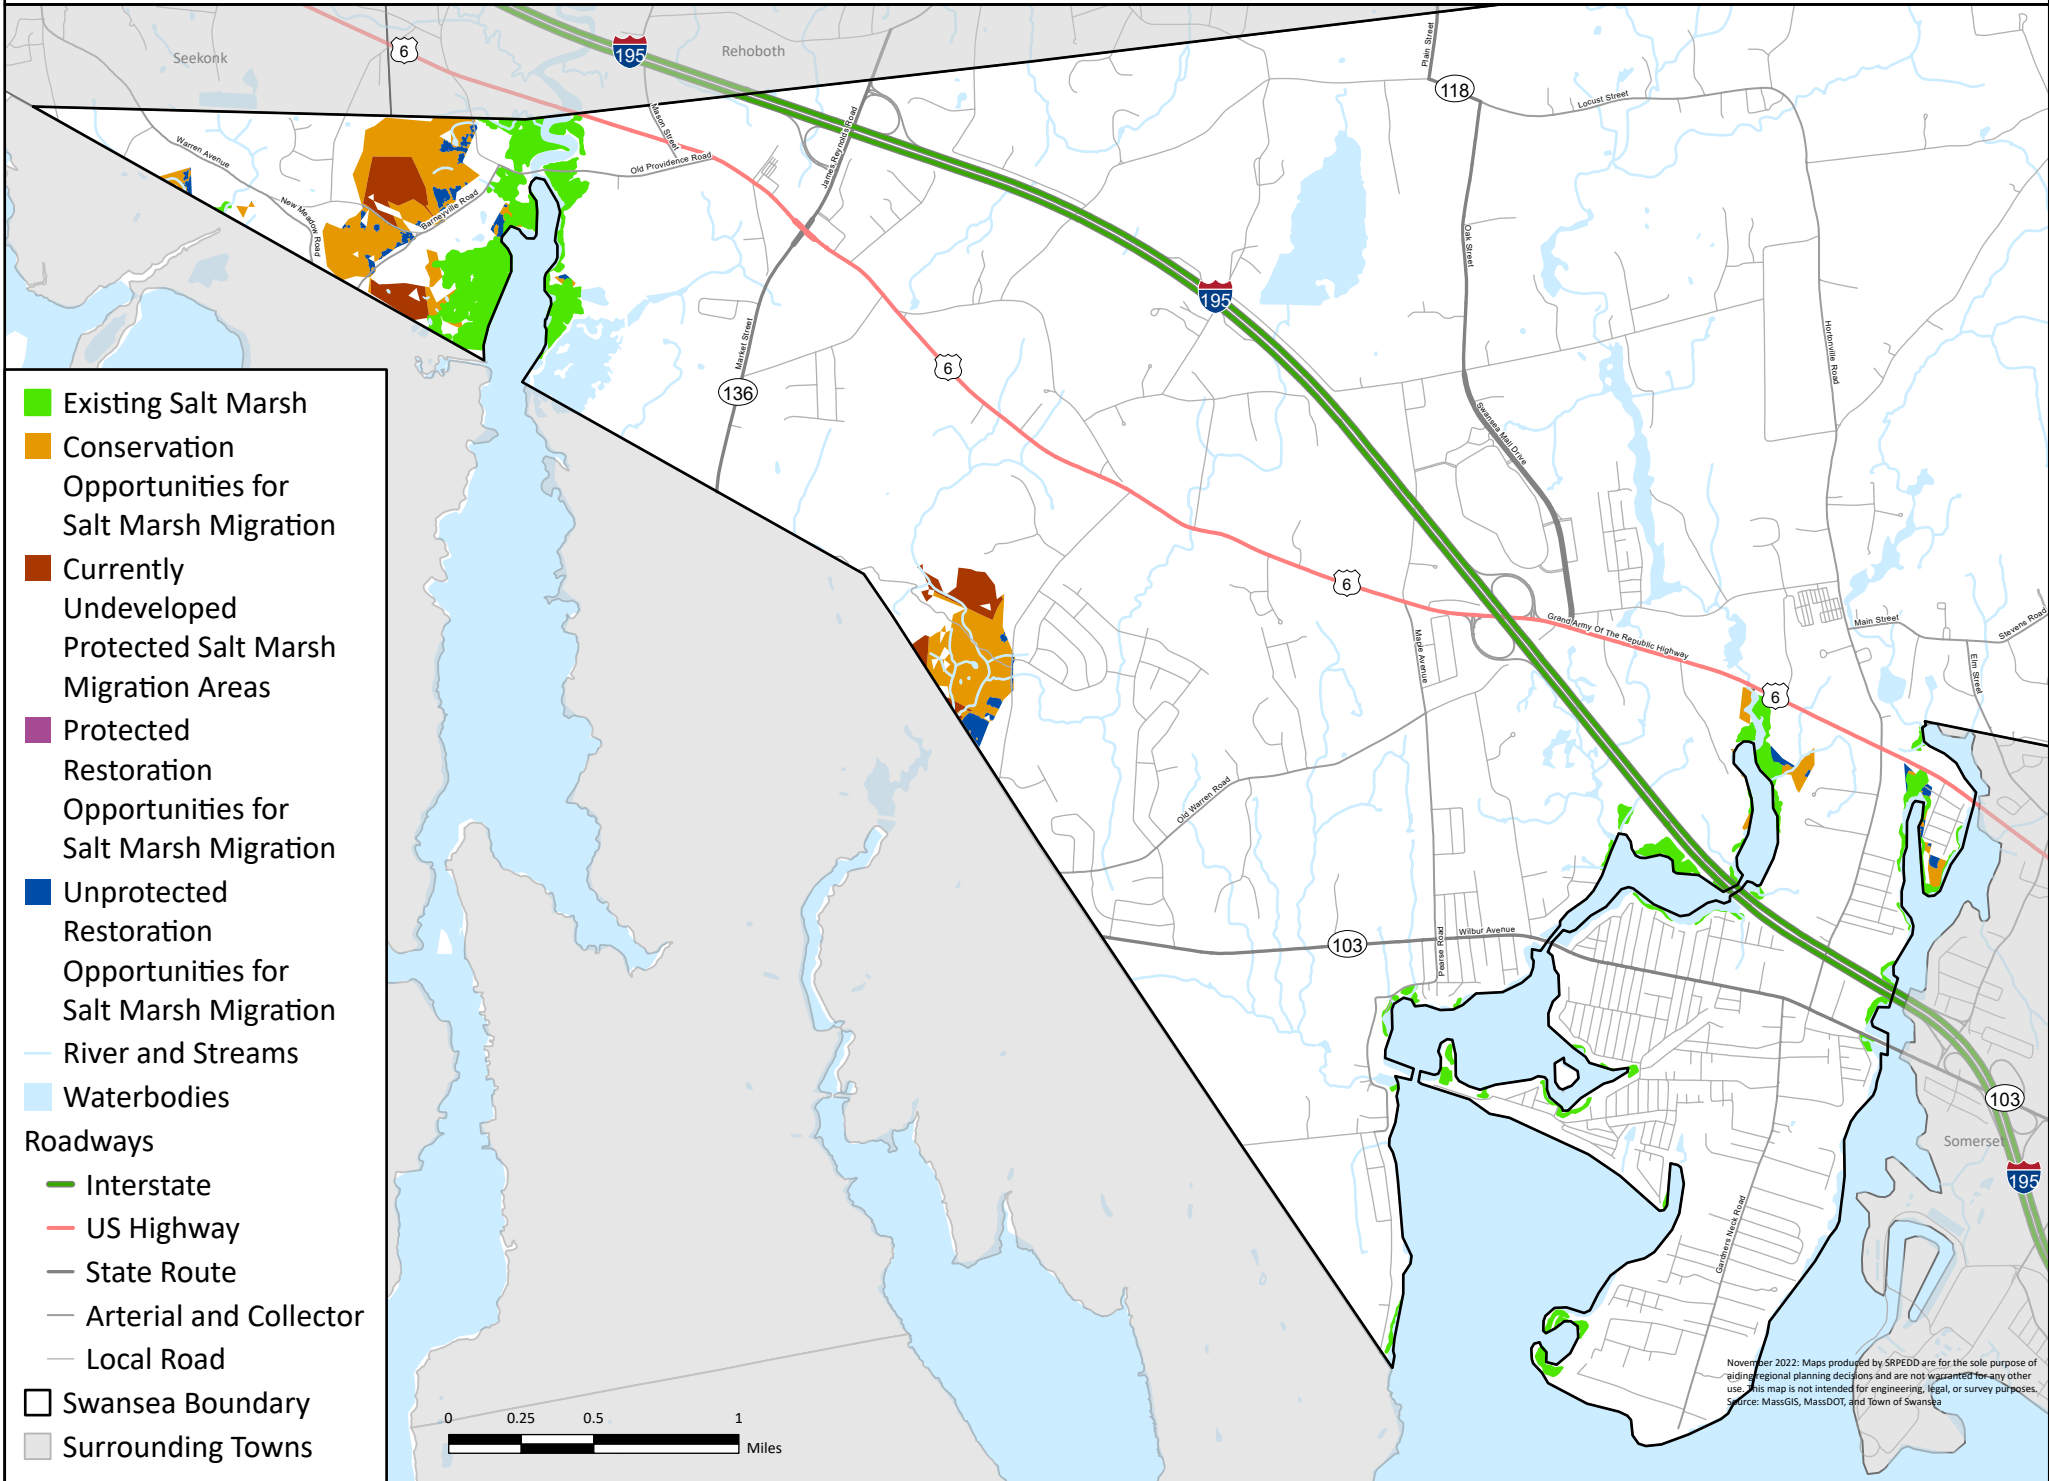 Seekonk
6
195
Rehoboth
Plain Street
118
Locust Street
Mason Street
James Reynolds Road
Warren Avenue
Old Providence Road
New Meadow Road
Barneyville Road
Oak Street
195
Hortonville Road
Market Street
6
136
Swansea Mall Drive
6
Grand Army Of The Republic Highway
Main Street
Stevens Road
Maple Avenue
Elm Street
6
Old Warren Road
103
Wilbur Avenue
Pearse Road
103
Somerset
195
Gardners Neck Road
Existing Salt Marsh
Conservation
Opportunities for
Salt Marsh Migration
Currently
Undeveloped
Protected Salt Marsh
Migration Areas
Protected
Restoration
Opportunities for
Salt Marsh Migration
Unprotected
Restoration
Opportunities for
Salt Marsh Migration
River and Streams
Waterbodies
Roadways
Interstate
US Highway
State Route
Arterial and Collector
Local Road
Swansea Boundary
Surrounding Towns
0 0.25 0.5 1
Miles
November 2022: Maps produced by SRPEDD are for the sole purpose of
aiding regional planning decisions and are not warranted for any other
use. This map is not intended for engineering, legal, or survey purposes.
Source: MassGIS, MassDOT, and Town of Swansea